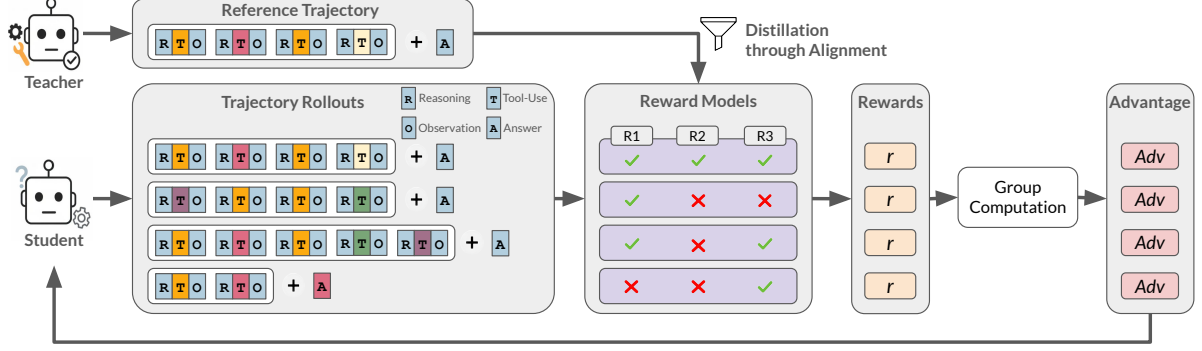 Reference Trajectory
R T O R T O R T O R T O + A
Teacher
Distillation
through Alignment
Trajectory Rollouts
R Reasoning T Tool-Use
O Observation A Answer
R T O R T O R T O R T O + A
R T O R T O R T O R T O + A
R T O R T O R T O R T O R T O + A
R T O R T O + A
?
Student
Reward Models
R1 R2 R3
Rewards
r
r
r
r
Group
Computation
Advantage
Adv
Adv
Adv
Adv